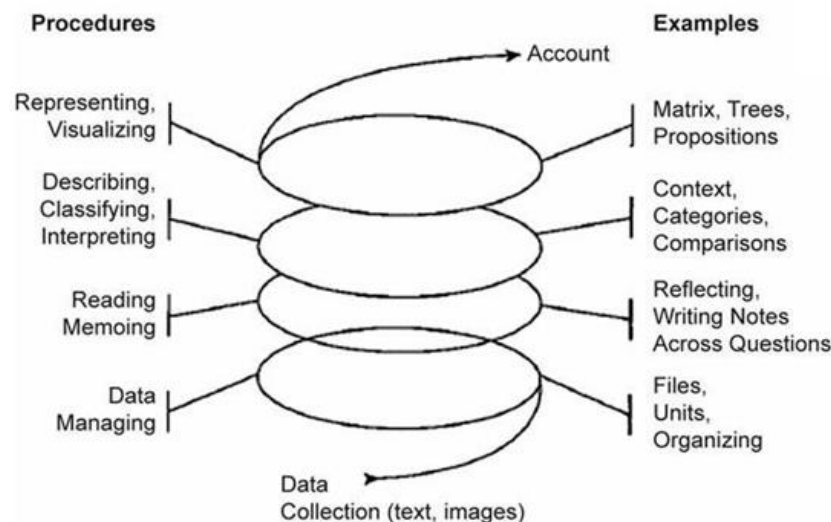 Procedures
Examples
Account
Representing,
Visualizing
Matrix, Trees,
Propositions
Describing,
Classifying,
Interpreting
Context,
Categories,
Comparisons
Reading
Memoing
Reflecting,
Writing Notes
Across Questions
Data
Managing
Files,
Units,
Organizing
Data
Collection (text, images)